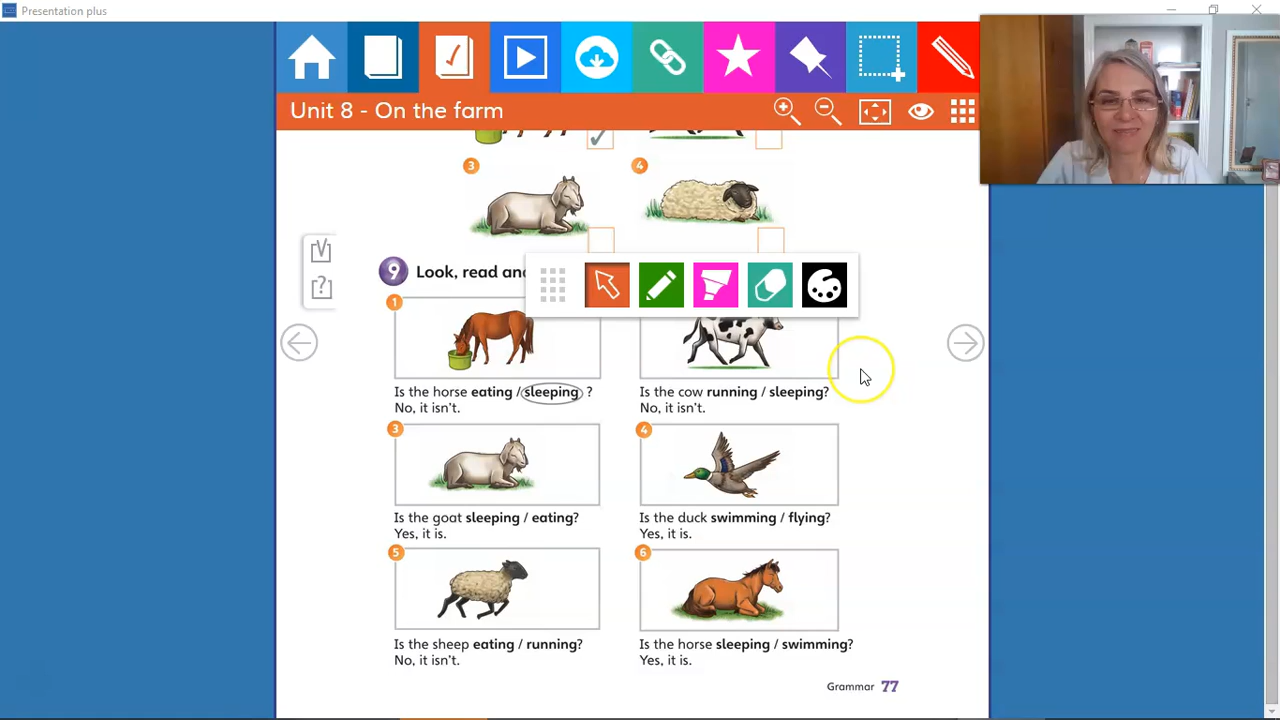 Presentation plus
Unit 8 - On the farm
3
4
9 Look, read and
1
Is the horse eating / sleeping ?
No, it isn't.
Is the cow running / sleeping?
No, it isn't.
3
4
Is the goat sleeping / eating?
Yes, it is.
Is the duck swimming / flying?
Yes, it is.
5
6
Is the sheep eating / running?
No, it isn't.
Is the horse sleeping / swimming?
Yes, it is.
Grammar 77